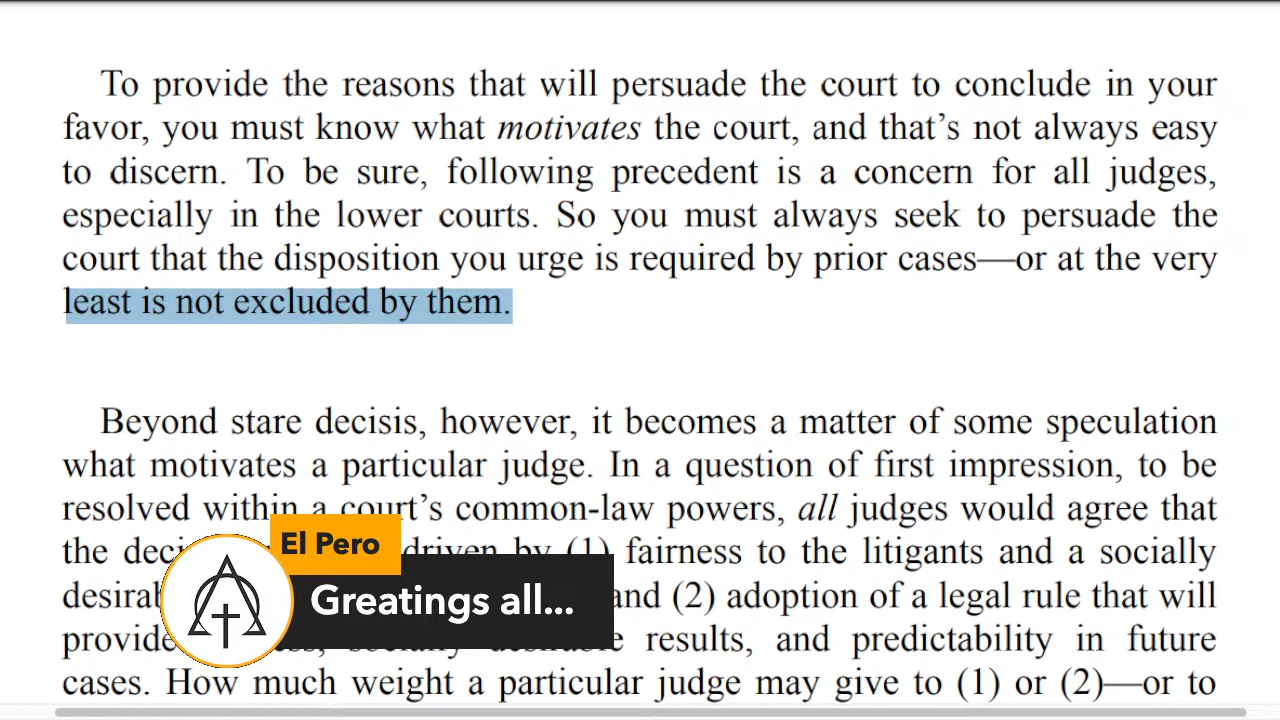 To provide the reasons that will persuade the court to conclude in your
favor, you must know what motivates the court, and that’s not always easy
to discern. To be sure, following precedent is a concern for all judges,
especially in the lower courts. So you must always seek to persuade the
court that the disposition you urge is required by prior cases—or at the very
least is not excluded by them.
Beyond stare decisis, however, it becomes a matter of some speculation
what motivates a particular judge. In a question of first impression, to be
resolved within a court’s common-law powers, all judges would agree that
the driven by (1) fairness to the litigants and a socially
El Pero
Greatings all...
and (2) adoption of a legal rule that will
provide socially desirable results, and predictability in future
cases. How much weight a particular judge may give to (1) or (2)—or to